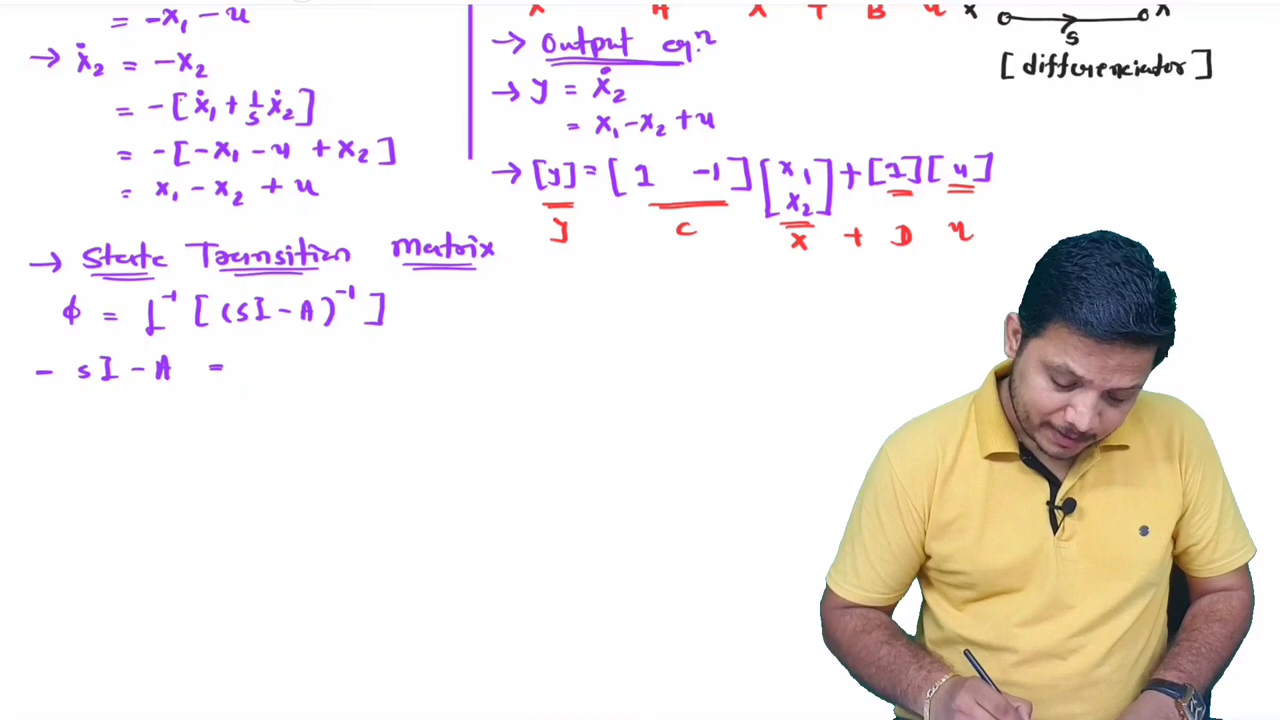 = -x₁ - u
→ ẋ₂ = -x₂
= -[ẋ₁ + 1/s ẋ₂]
= -[-x₁ - u + x₂]
= x₁ - x₂ + u
→ State Transition Matrix
ϕ = L⁻¹ [(sI - A)⁻¹]
- sI - A =
→ Output eqⁿ
→ y = ẋ₂
= x₁ - x₂ + u
→ [y] = [1 -1] [x₁ x₂] + [1] [u]
y C x + D u
s
[differenciator]